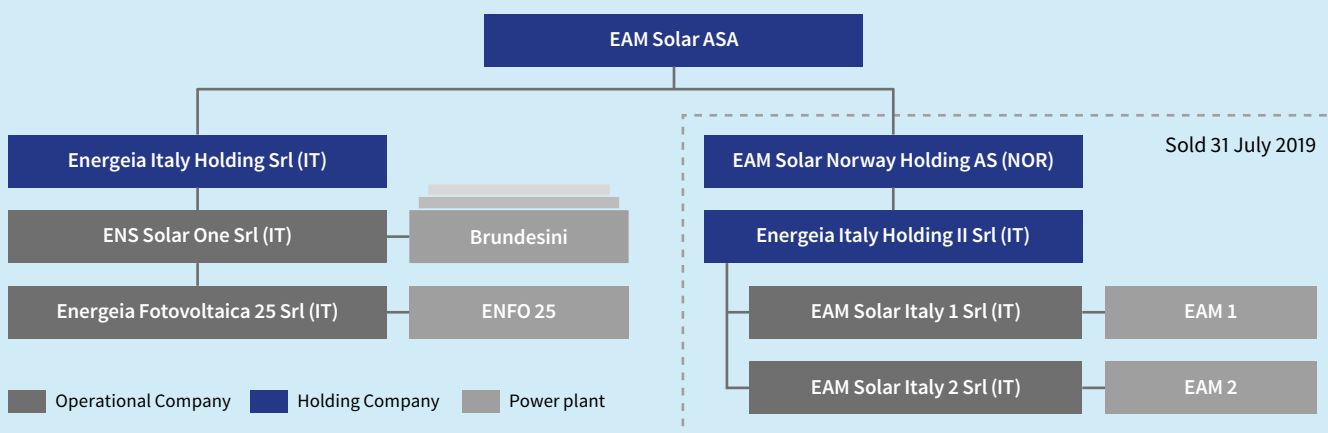 EAM Solar ASA
Energeia Italy Holding Srl (IT)
ENS Solar One Srl (IT)
Brundesini
Energeia Fotovoltaica 25 Srl (IT)
ENFO 25
Operational Company
Holding Company
Power plant
Sold 31 July 2019
EAM Solar Norway Holding AS (NOR)
Energeia Italy Holding II Srl (IT)
EAM Solar Italy 1 Srl (IT)
EAM 1
EAM Solar Italy 2 Srl (IT)
EAM 2